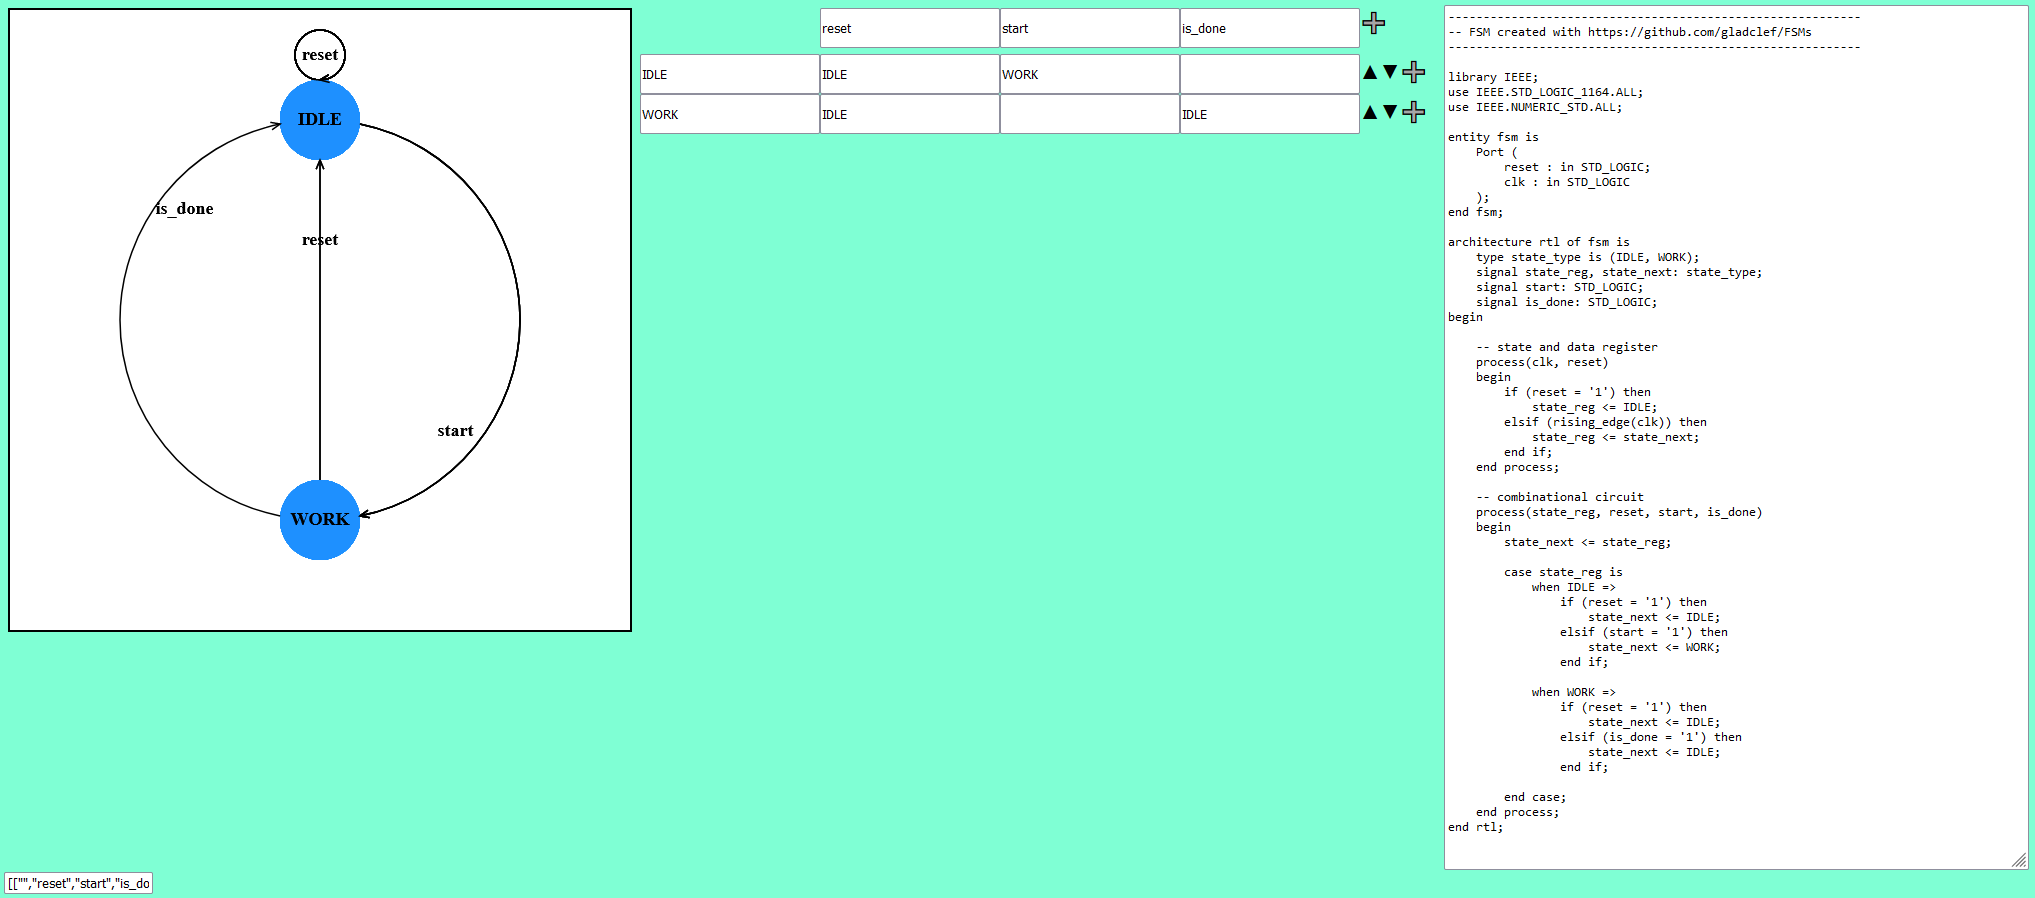 reset
IDLE
is_done
reset
start
WORK
reset start is_done
IDLE IDLE WORK
WORK IDLE IDLE
-----------------------------------------------------------
-- FSM created with https://github.com/gladclef/FSMs
-----------------------------------------------------------
library IEEE;
use IEEE.STD_LOGIC_1164.ALL;
use IEEE.NUMERIC_STD.ALL;
entity fsm is
    Port (
        reset : in STD_LOGIC;
        clk : in STD_LOGIC
    );
end fsm;
architecture rtl of fsm is
    type state_type is (IDLE, WORK);
    signal state_reg, state_next: state_type;
    signal start: STD_LOGIC;
    signal is_done: STD_LOGIC;
begin
    -- state and data register
    process(clk, reset)
    begin
        if (reset = '1') then
            state_reg <= IDLE;
        elsif (rising_edge(clk)) then
            state_reg <= state_next;
        end if;
    end process;
    -- combinational circuit
    process(state_reg, reset, start, is_done)
    begin
        state_next <= state_reg;
        case state_reg is
            when IDLE =>
                if (reset = '1') then
                    state_next <= IDLE;
                elsif (start = '1') then
                    state_next <= WORK;
                end if;
            when WORK =>
                if (reset = '1') then
                    state_next <= IDLE;
                elsif (is_done = '1') then
                    state_next <= IDLE;
                end if;
        end case;
    end process;
end rtl;
[["","reset","start","is_do